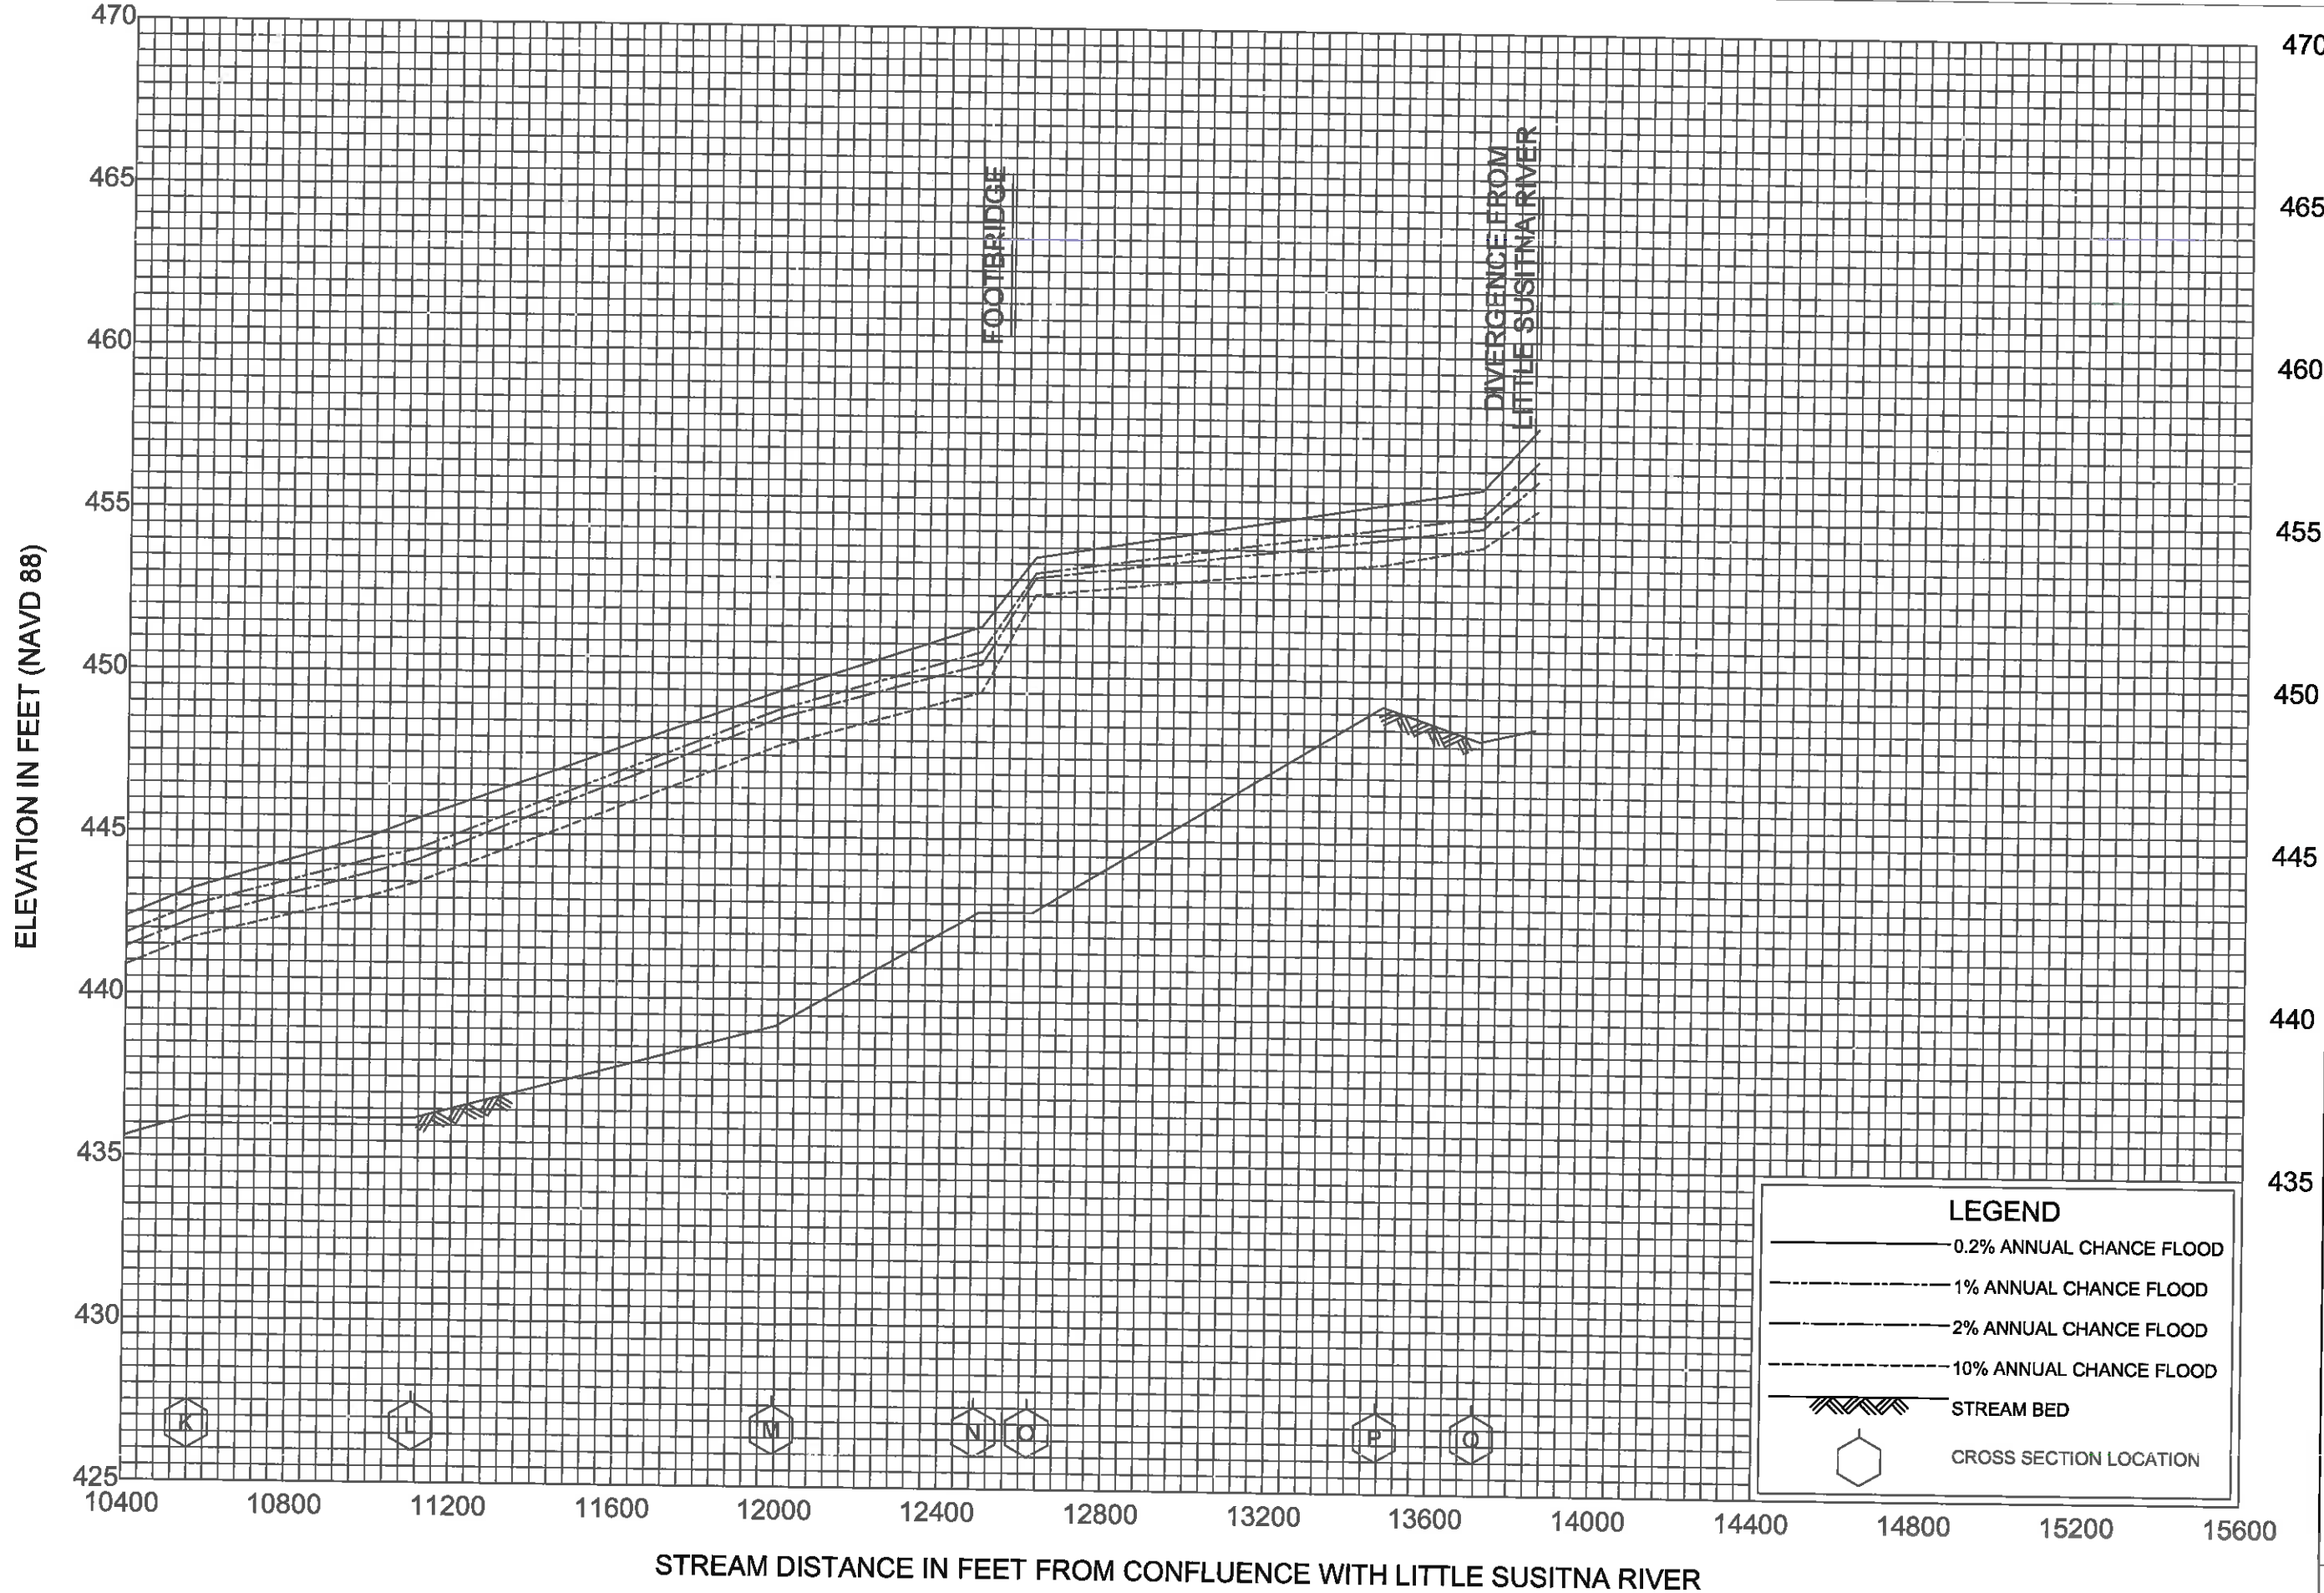 470
465
460
455
450
445
440
435
430
425
ELEVATION IN FEET (NAVD 88)
FOOTBRIDGE
DIVERGENCE FROM
LITTLE SUSITNA RIVER
470
465
460
455
450
445
440
435
LEGEND
0.2% ANNUAL CHANCE FLOOD
1% ANNUAL CHANCE FLOOD
2% ANNUAL CHANCE FLOOD
10% ANNUAL CHANCE FLOOD
STREAM BED
CROSS SECTION LOCATION
K L M N O P Q
10400 10800 11200 11600 12000 12400 12800 13200 13600 14000 14400 14800 15200 15600
STREAM DISTANCE IN FEET FROM CONFLUENCE WITH LITTLE SUSITNA RIVER